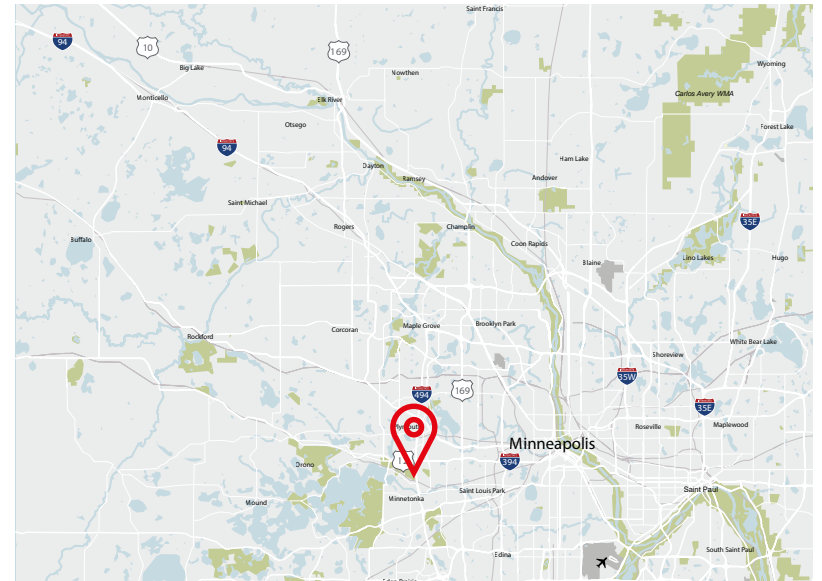 Saint Francis
94
10
169
Wyoming
Big Lake
Nowthen
Carlos Avery WMA
Monticello
Elk River
Otsego
Forest Lake
94
Ham Lake
Dayton
Ramsey
Andover
Saint Michael
35E
Rogers
Champlin
Buffalo
Coon Rapids
Blaine
Lino Lakes
Hugo
Corcoran
Maple Grove
Brooklyn Park
Rockford
White Bear Lake
Shoreview
35W
494
169
35E
Maplewood
Roseville
Minneapolis
394
Orono
Minnetonka
Saint Louis Park
Saint Paul
Mound
Edina
South Saint Paul